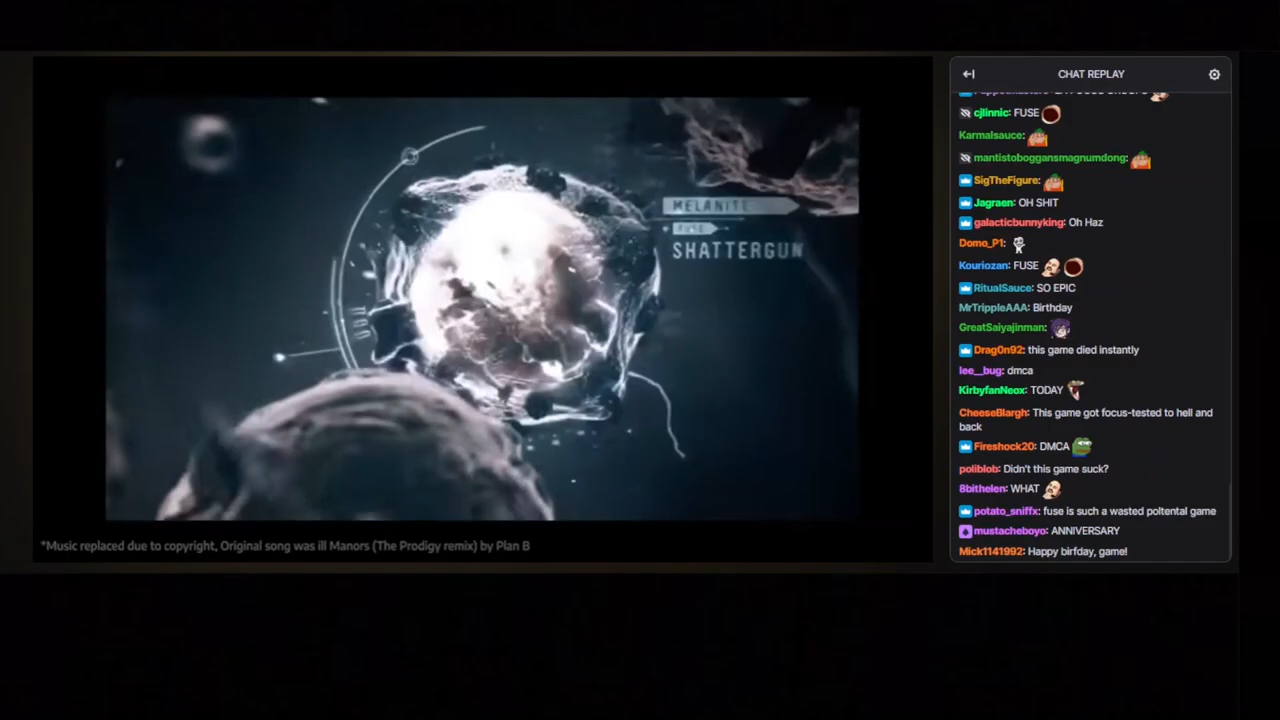 MELANITE
FUSE
SHATTERGUN
*Music replaced due to copyright, Original song was ill Manors (The Prodigy remix) by Plan B
CHAT REPLAY
cjlinnic: FUSE
Karmalsauce:
mantistoboggansmagnumdong:
SigTheFigure:
Jagraen: OH SHIT
galacticbunnyking: Oh Haz
Domo_P1:
Kouriozan: FUSE
RitualSauce: SO EPIC
MrTrippleAAA: Birthday
GreatSaiyajinman:
Drag0n92: this game died instantly
lee__bug: dmca
KirbyfanNeox: TODAY
CheeseBlargh: This game got focus-tested to hell and
back
Fireshock20: DMCA
poliblob: Didn't this game suck?
8bithelen: WHAT
potato_sniffx: fuse is such a wasted poltental game
mustacheboyo: ANNIVERSARY
Mick1141992: Happy birfday, game!